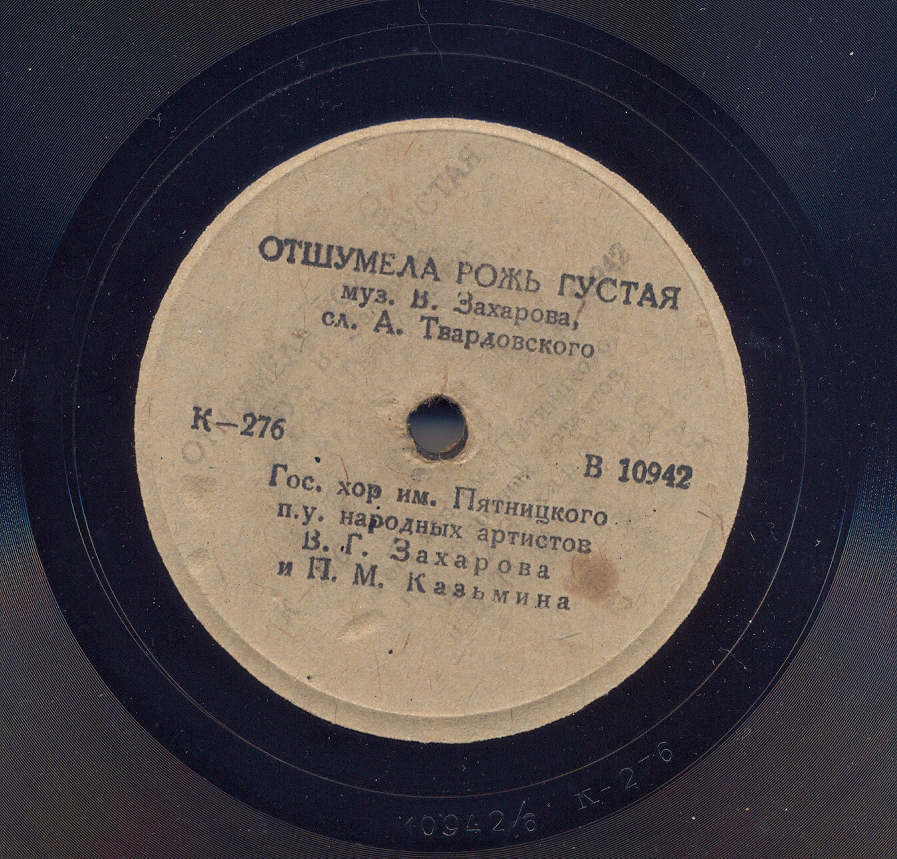 ОТШУМЕЛА РОЖЬ ГУСТАЯ
муз. В. Захарова,
сл. А. Твардовского
К—276
В 10942
Гос. хор им. Пятницкого
п.у. народных артистов
В. Г. Захарова
и П. М. Казьмина
10942/6 К-276